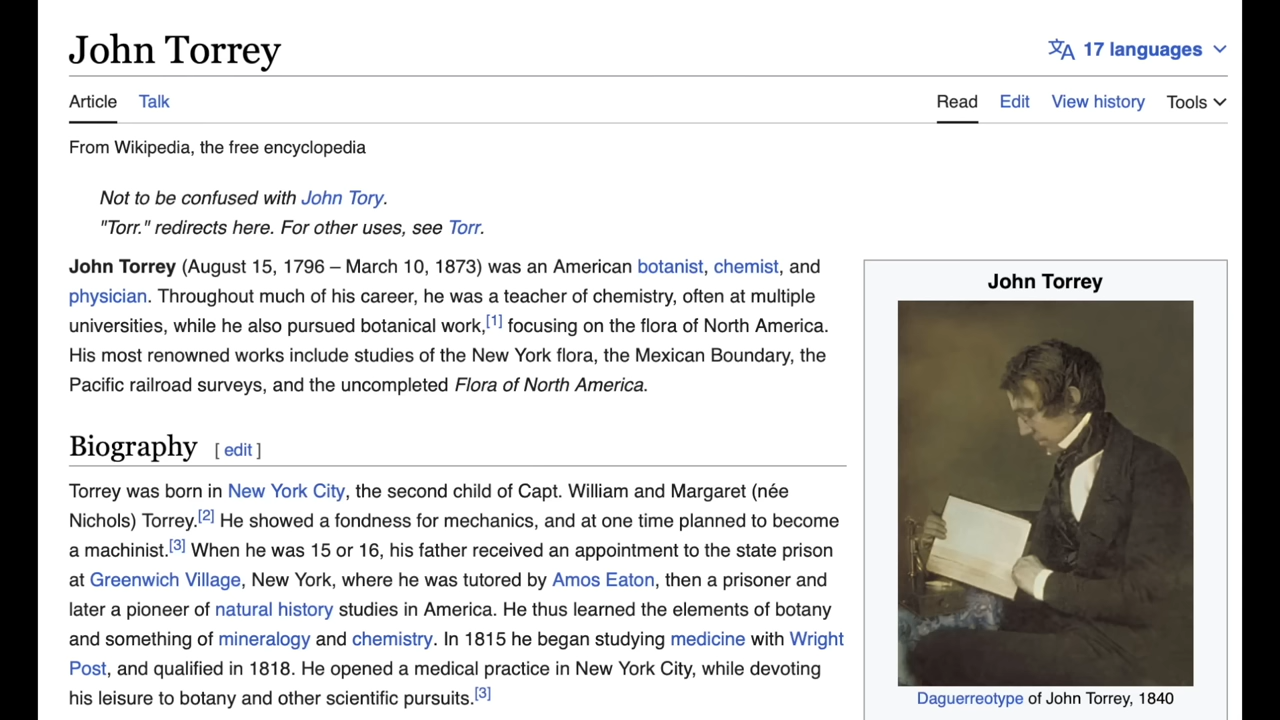 John Torrey
17 languages
Article Talk Read Edit View history Tools
From Wikipedia, the free encyclopedia
Not to be confused with John Tory.
"Torr." redirects here. For other uses, see Torr.
John Torrey (August 15, 1796 – March 10, 1873) was an American botanist, chemist, and
physician. Throughout much of his career, he was a teacher of chemistry, often at multiple
universities, while he also pursued botanical work,[1] focusing on the flora of North America.
His most renowned works include studies of the New York flora, the Mexican Boundary, the
Pacific railroad surveys, and the uncompleted Flora of North America.
Biography [ edit ]
Torrey was born in New York City, the second child of Capt. William and Margaret (née
Nichols) Torrey.[2] He showed a fondness for mechanics, and at one time planned to become
a machinist.[3] When he was 15 or 16, his father received an appointment to the state prison
at Greenwich Village, New York, where he was tutored by Amos Eaton, then a prisoner and
later a pioneer of natural history studies in America. He thus learned the elements of botany
and something of mineralogy and chemistry. In 1815 he began studying medicine with Wright
Post, and qualified in 1818. He opened a medical practice in New York City, while devoting
his leisure to botany and other scientific pursuits.[3]
John Torrey
Daguerreotype of John Torrey, 1840